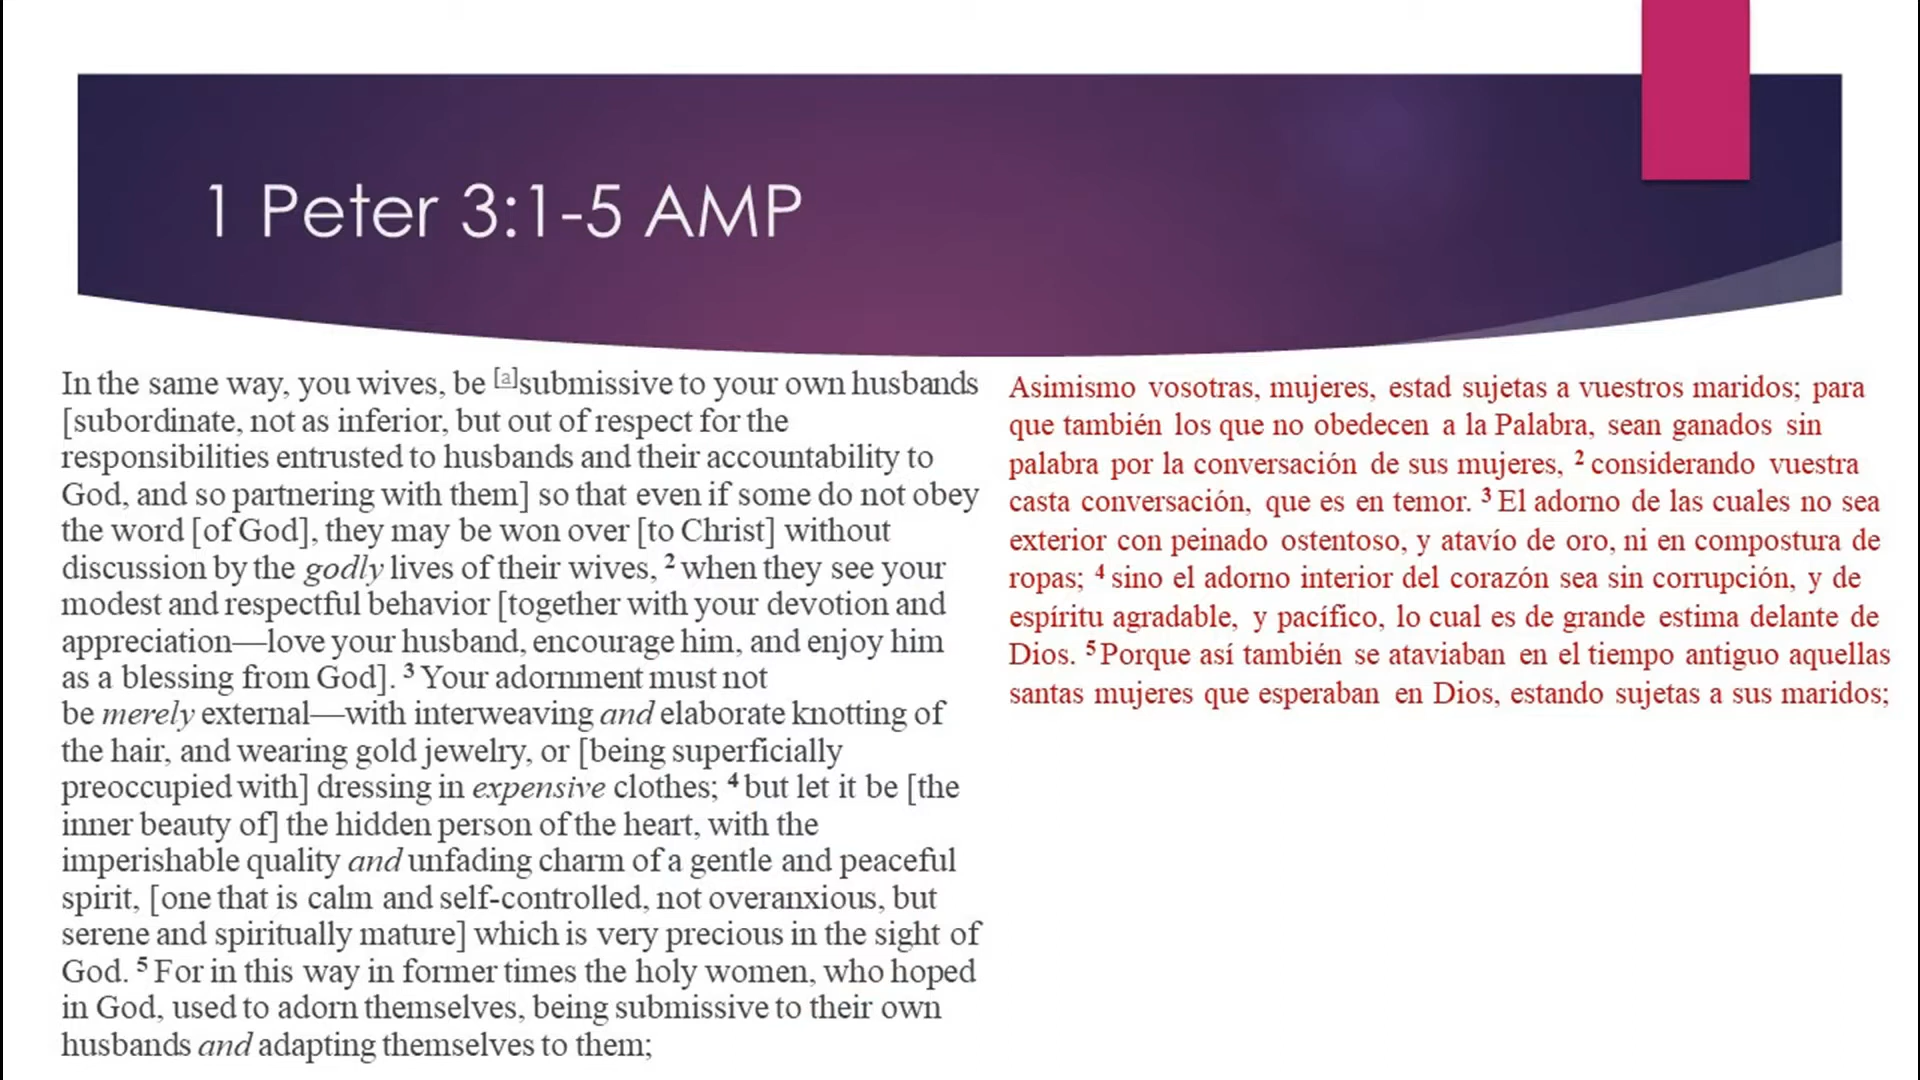 1 Peter 3:1-5 AMP
In the same way, you wives, be [a]submissive to your own husbands
[subordinate, not as inferior, but out of respect for the
responsibilities entrusted to husbands and their accountability to
God, and so partnering with them] so that even if some do not obey
the word [of God], they may be won over [to Christ] without
discussion by the godly lives of their wives, 2 when they see your
modest and respectful behavior [together with your devotion and
appreciation—love your husband, encourage him, and enjoy him
as a blessing from God]. 3 Your adornment must not
be merely external—with interweaving and elaborate knotting of
the hair, and wearing gold jewelry, or [being superficially
preoccupied with] dressing in expensive clothes; 4 but let it be [the
inner beauty of] the hidden person of the heart, with the
imperishable quality and unfading charm of a gentle and peaceful
spirit, [one that is calm and self-controlled, not overanxious, but
serene and spiritually mature] which is very precious in the sight of
God. 5 For in this way in former times the holy women, who hoped
in God, used to adorn themselves, being submissive to their own
husbands and adapting themselves to them;
Asimismo vosotras, mujeres, estad sujetas a vuestros maridos; para
que también los que no obedecen a la Palabra, sean ganados sin
palabra por la conversación de sus mujeres, 2 considerando vuestra
casta conversación, que es en temor. 3 El adorno de las cuales no sea
exterior con peinado ostentoso, y atavío de oro, ni en compostura de
ropas; 4 sino el adorno interior del corazón sea sin corrupción, y de
espíritu agradable, y pacífico, lo cual es de grande estima delante de
Dios. 5 Porque así también se ataviaban en el tiempo antiguo aquellas
santas mujeres que esperaban en Dios, estando sujetas a sus maridos;